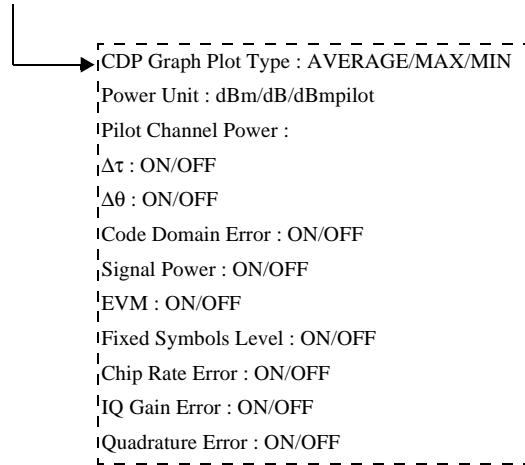 CDP Graph Plot Type : AVERAGE/MAX/MIN
Power Unit : dBm/dB/dBmpilot
Pilot Channel Power :
Δτ : ON/OFF
Δθ : ON/OFF
Code Domain Error : ON/OFF
Signal Power : ON/OFF
EVM : ON/OFF
Fixed Symbols Level : ON/OFF
Chip Rate Error : ON/OFF
IQ Gain Error : ON/OFF
Quadrature Error : ON/OFF